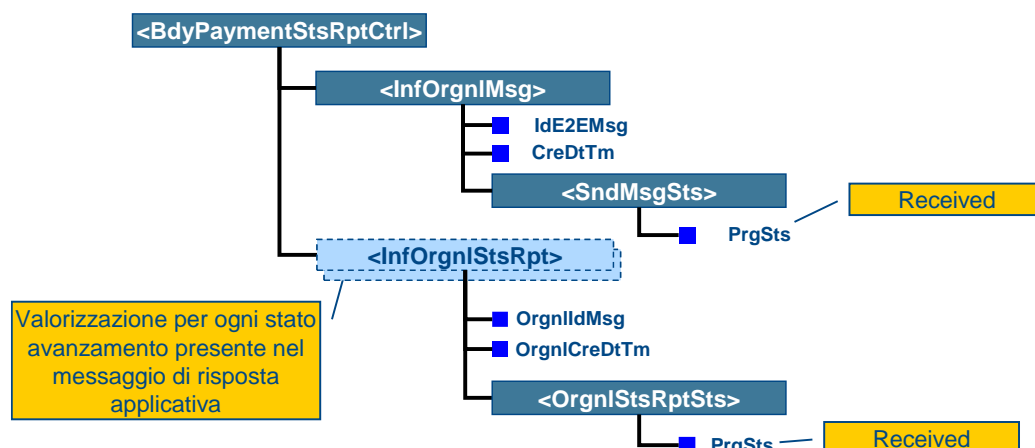 <BdyPaymentStsRptCtrl>
<InfOrgnlMsg>
IdE2EMsg
CreDtTm
<SndMsgSts>
Received
PrgSts
<InfOrgnlStsRpt>
Valorizzazione per ogni stato
avanzamento presente nel
messaggio di risposta
applicativa
OrgnlIdMsg
OrgnlCreDtTm
<OrgnlStsRptSts>
PrgSts
Received